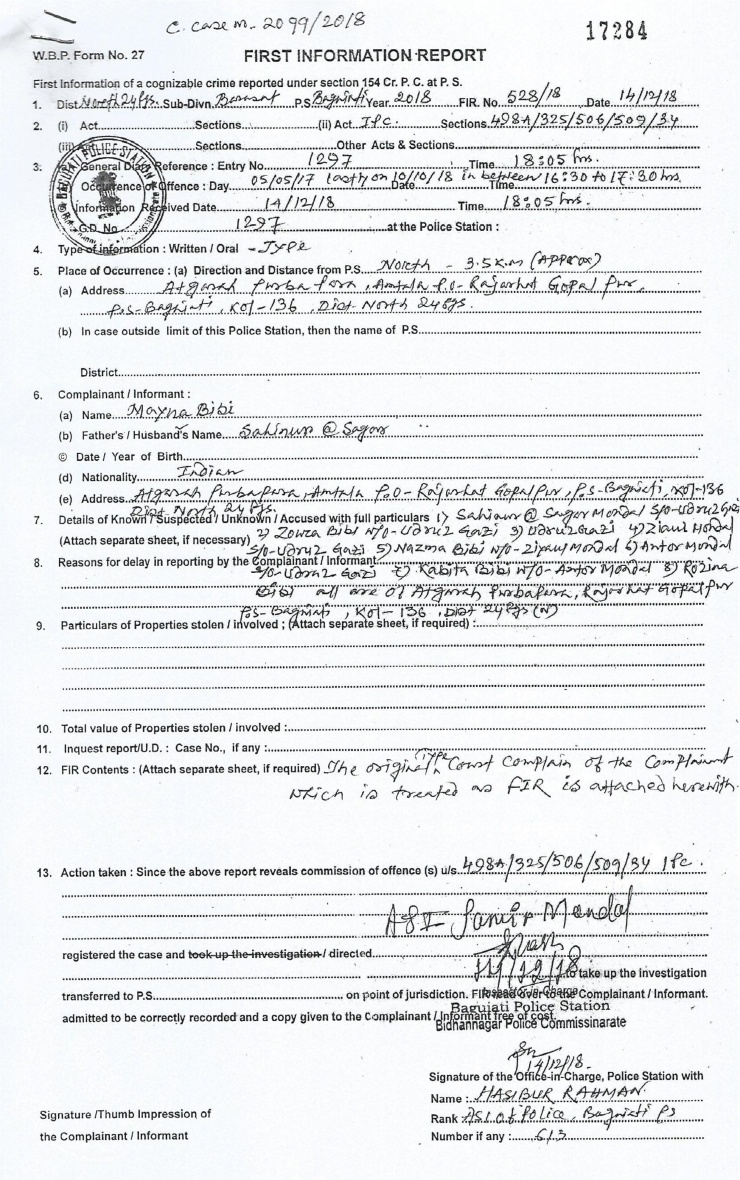 C. Case no. 2099/2018
17284
W.B.P. Form No. 27
FIRST INFORMATION REPORT
First Information of a cognizable crime reported under section 154 Cr. P. C. at P. S.
1. Dist. North 24 Pgs. Sub-Divn. Barasat P.S Baguiati Year. 2018 FIR. No. 528/18 Date 14/12/18
2. (i) Act Sections (ii) Act IPC. Sections 498A/325/506/509/34
(iii) Act Sections Other Acts & Sections
3. General Diary Reference : Entry No. 1297 Time 18:05 hrs.
Occurrence of Offence : Day 05/05/17 lastly on 10/10/18 in between 16:30 to 17:30 hrs. Date Time
Information Received Date 14/12/18 Time 18:05 hrs.
G.D. No. 1297 at the Police Station :
BAGUIATI POLICE STATION
4. Type of information : Written / Oral - Type
5. Place of Occurrence : (a) Direction and Distance from P.S. North - 3.5 K.m (Approx)
(a) Address Atgarah Purba Para, Amtala P.O- Rajarhat Gopal Pur,
P.S- Baguiati, Kol-136, Dist North 24 Pgs.
(b) In case outside limit of this Police Station, then the name of P.S.
District
6. Complainant / Informant :
(a) Name Mayna Bibi
(b) Father's / Husband's Name Sahinur @ Sagor
© Date / Year of Birth
(d) Nationality Indian
(e) Address Atgarah Purbapara, Amtala P.O- Rajarhat Gopalpur, P.S- Baguiati, Kol-136
Dist North 24 Pgs.
7. Details of Known / Suspected / Unknown / Accused with full particulars 1) Sahinur @ Sagor Mondal S/O- Gazi
(Attach separate sheet, if necessary) 2) Bibi W/O- Gazi 3) Gazi 4) Ziaul Mondal
S/O- Gazi 5) Nazma Bibi W/O- Mondal 6) Antor Mondal
8. Reasons for delay in reporting by the Complainant / Informant
S/O- Gazi 7) Kabita Bibi W/O- Antor Mondal 8) Rozina
Bibi all are of Atgarah Purbapara, Rajarhat Gopalpur
P.S- Baguiati, Kol-136, Dist 24 Pgs (N)
9. Particulars of Properties stolen / involved ; (Attach separate sheet, if required) :
10. Total value of Properties stolen / involved :
11. Inquest report/U.D. : Case No., if any :
12. FIR Contents : (Attach separate sheet, if required) The original Type Court Complain of the Complainant
which is treated as FIR is attached herewith.
13. Action taken : Since the above report reveals commission of offence (s) u/s. 498A/325/506/509/34 IPC.
ASI Samir Mondal
registered the case and took up the investigation / directed
14/12/18 to take up the investigation
Inspector-in-Charge
transferred to P.S. on point of jurisdiction. FIR read over to the Complainant / Informant.
Baguiati Police Station
admitted to be correctly recorded and a copy given to the Complainant / Informant free of cost.
Bidhannagar Police Commissinarate
14/12/18.
Signature of the Office-in-Charge, Police Station with
Name : HASIBUR RAHMAN
Signature /Thumb Impression of
Rank ASI of Police, Baguiati PS
the Complainant / Informant
Number if any : 613